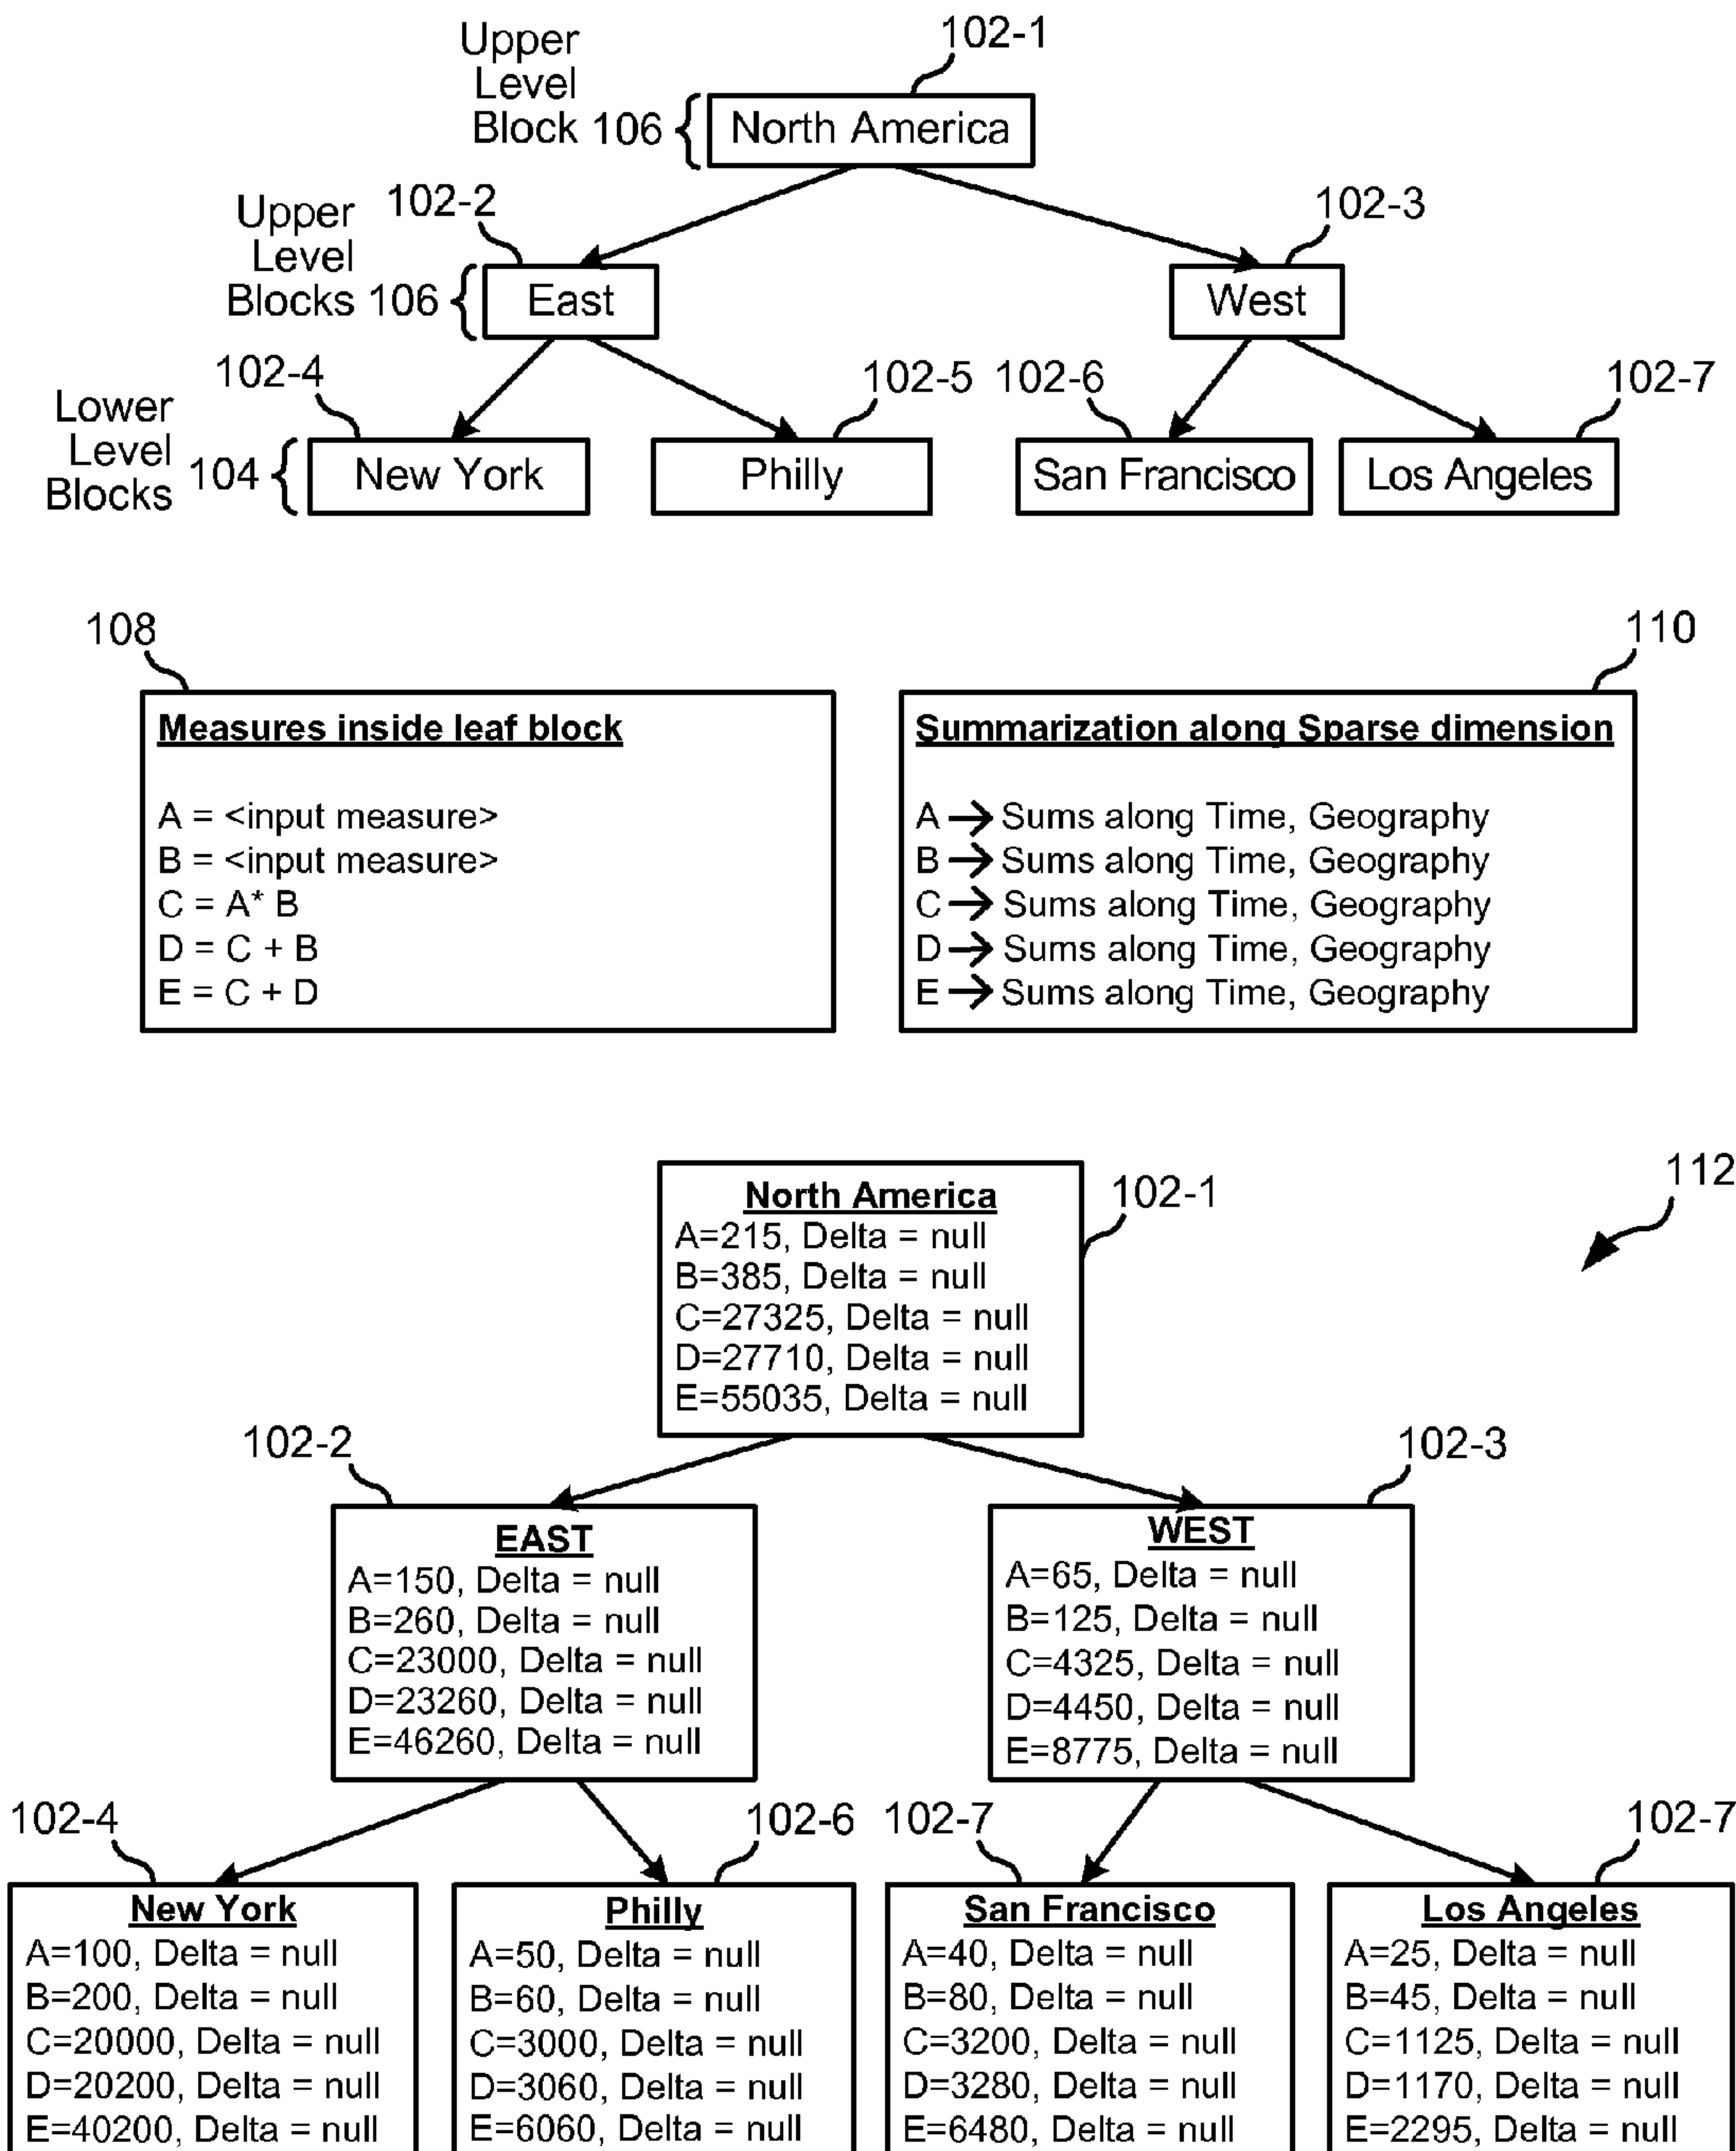 Upper
Level
Block 106
102-1
North America
Upper
Level
Blocks 106
102-2
102-3
East
West
Lower
Level
Blocks
104
102-4
102-5
102-6
102-7
New York
Philly
San Francisco
Los Angeles
108
Measures inside leaf block
A = <input measure>
B = <input measure>
C = A* B
D = C + B
E = C + D
110
Summarization along Sparse dimension
A → Sums along Time, Geography
B → Sums along Time, Geography
C → Sums along Time, Geography
D → Sums along Time, Geography
E → Sums along Time, Geography
112
102-1
North America
A=215, Delta = null
B=385, Delta = null
C=27325, Delta = null
D=27710, Delta = null
E=55035, Delta = null
102-2
EAST
A=150, Delta = null
B=260, Delta = null
C=23000, Delta = null
D=23260, Delta = null
E=46260, Delta = null
102-3
WEST
A=65, Delta = null
B=125, Delta = null
C=4325, Delta = null
D=4450, Delta = null
E=8775, Delta = null
102-4
New York
A=100, Delta = null
B=200, Delta = null
C=20000, Delta = null
D=20200, Delta = null
E=40200, Delta = null
102-6
Philly
A=50, Delta = null
B=60, Delta = null
C=3000, Delta = null
D=3060, Delta = null
E=6060, Delta = null
102-7
San Francisco
A=40, Delta = null
B=80, Delta = null
C=3200, Delta = null
D=3280, Delta = null
E=6480, Delta = null
102-7
Los Angeles
A=25, Delta = null
B=45, Delta = null
C=1125, Delta = null
D=1170, Delta = null
E=2295, Delta = null